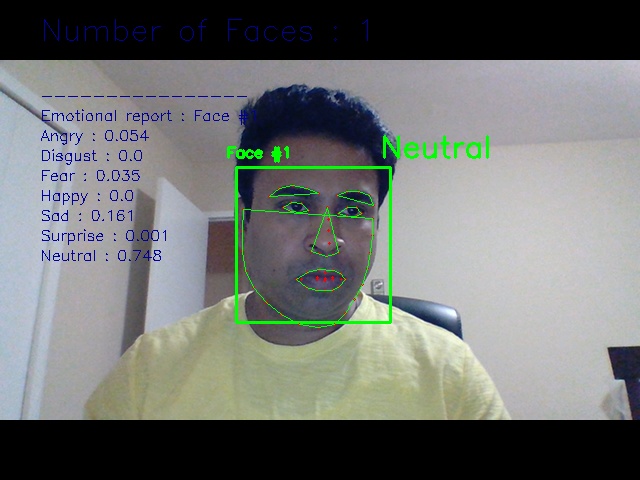 Number of Faces : 1
________________
Emotional report : Face #1
Angry : 0.054
Disgust : 0.0
Fear : 0.035
Happy : 0.0
Sad : 0.161
Surprise : 0.001
Neutral : 0.748
Face #1
Neutral